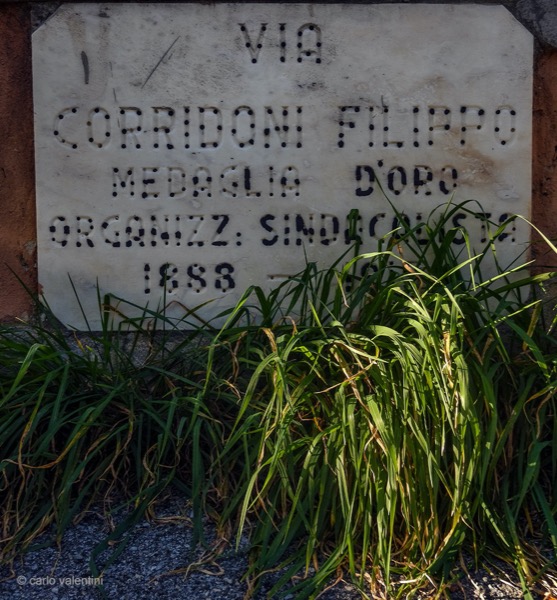 VIA
CORRIDONI FILIPPO
MEDAGLIA D'ORO
ORGANIZZ. SINDACALISTA
1888 -
© carlo valentini